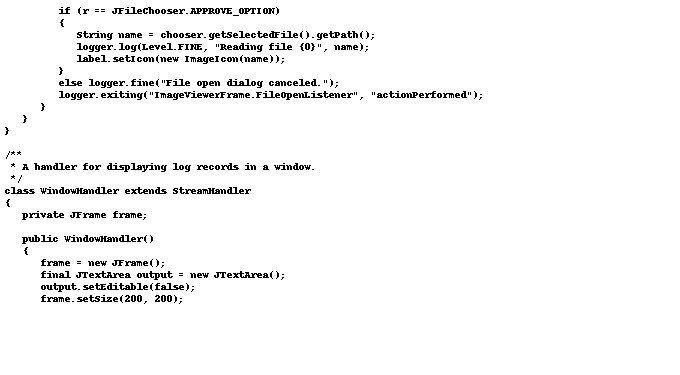 if (r == JFileChooser.APPROVE_OPTION)
{
String name = chooser.getSelectedFile().getPath();
logger.log(Level.FINE, "Reading file {0}", name);
label.setIcon(new ImageIcon(name));
}
else logger.fine("File open dialog canceled.");
logger.exiting("ImageViewerFrame.FileOpenListener", "actionPerformed");
}
}
}
/**
* A handler for displaying log records in a window.
*/
class WindowHandler extends StreamHandler
{
private JFrame frame;
public WindowHandler()
{
frame = new JFrame();
final JTextArea output = new JTextArea();
output.setEditable(false);
frame.setSize(200, 200);